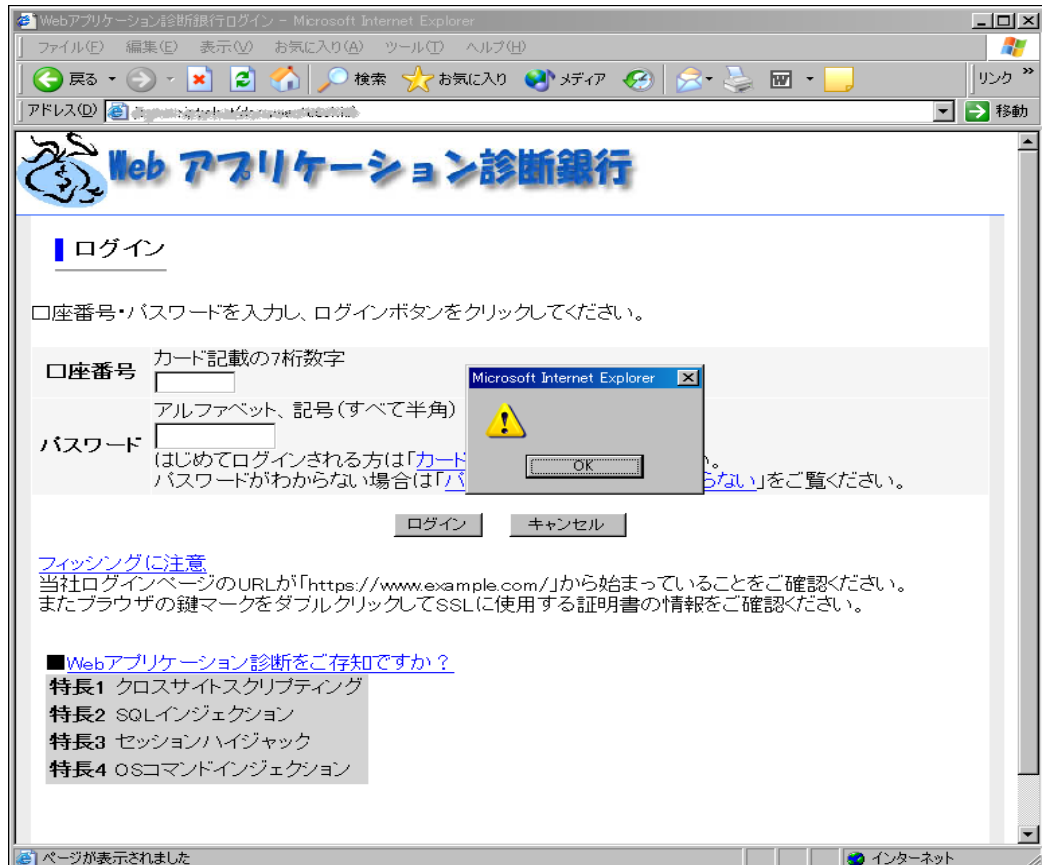 Webアプリケーション診断銀行ログイン - Microsoft Internet Explorer
ファイル(F) 編集(E) 表示(V) お気に入り(A) ツール(T) ヘルプ(H)
戻る 検索 お気に入り メディア リンク »
アドレス(D) 移動
Web アプリケーション診断銀行
ログイン
口座番号・パスワードを入力し、ログインボタンをクリックしてください。
口座番号 カード記載の7桁数字
Microsoft Internet Explorer
パスワード アルファベット、記号(すべて半角)
はじめてログインされる方は「カード 。
OK
パスワードがわからない場合は「パ らない」をご覧ください。
ログイン キャンセル
フィッシングに注意
当社ログインページのURLが「https://www.example.com/」から始まっていることをご確認ください。
またブラウザの鍵マークをダブルクリックしてSSLに使用する証明書の情報をご確認ください。
■Webアプリケーション診断をご存知ですか？
特長1 クロスサイトスクリプティング
特長2 SQLインジェクション
特長3 セッションハイジャック
特長4 OSコマンドインジェクション
ページが表示されました インターネット